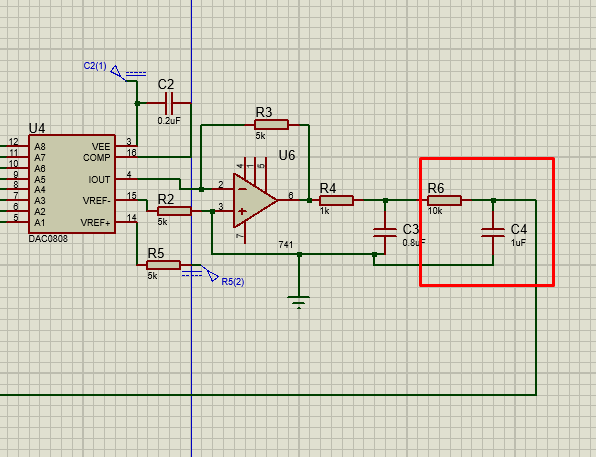 C2(1)
C2
0.2uF
U4
12 A8 VEE 3
11 A7 COMP 16
10 A6
9 A5 IOUT 4
8 A4
7 A3 VREF- 15
6 A2
5 A1 VREF+ 14
DAC0808
R2
5k
R5
5k
R5(2)
R3
5k
U6
4 1 5
2
3
6
7
741
R4
1k
C3
0.8uF
R6
10k
C4
1uF